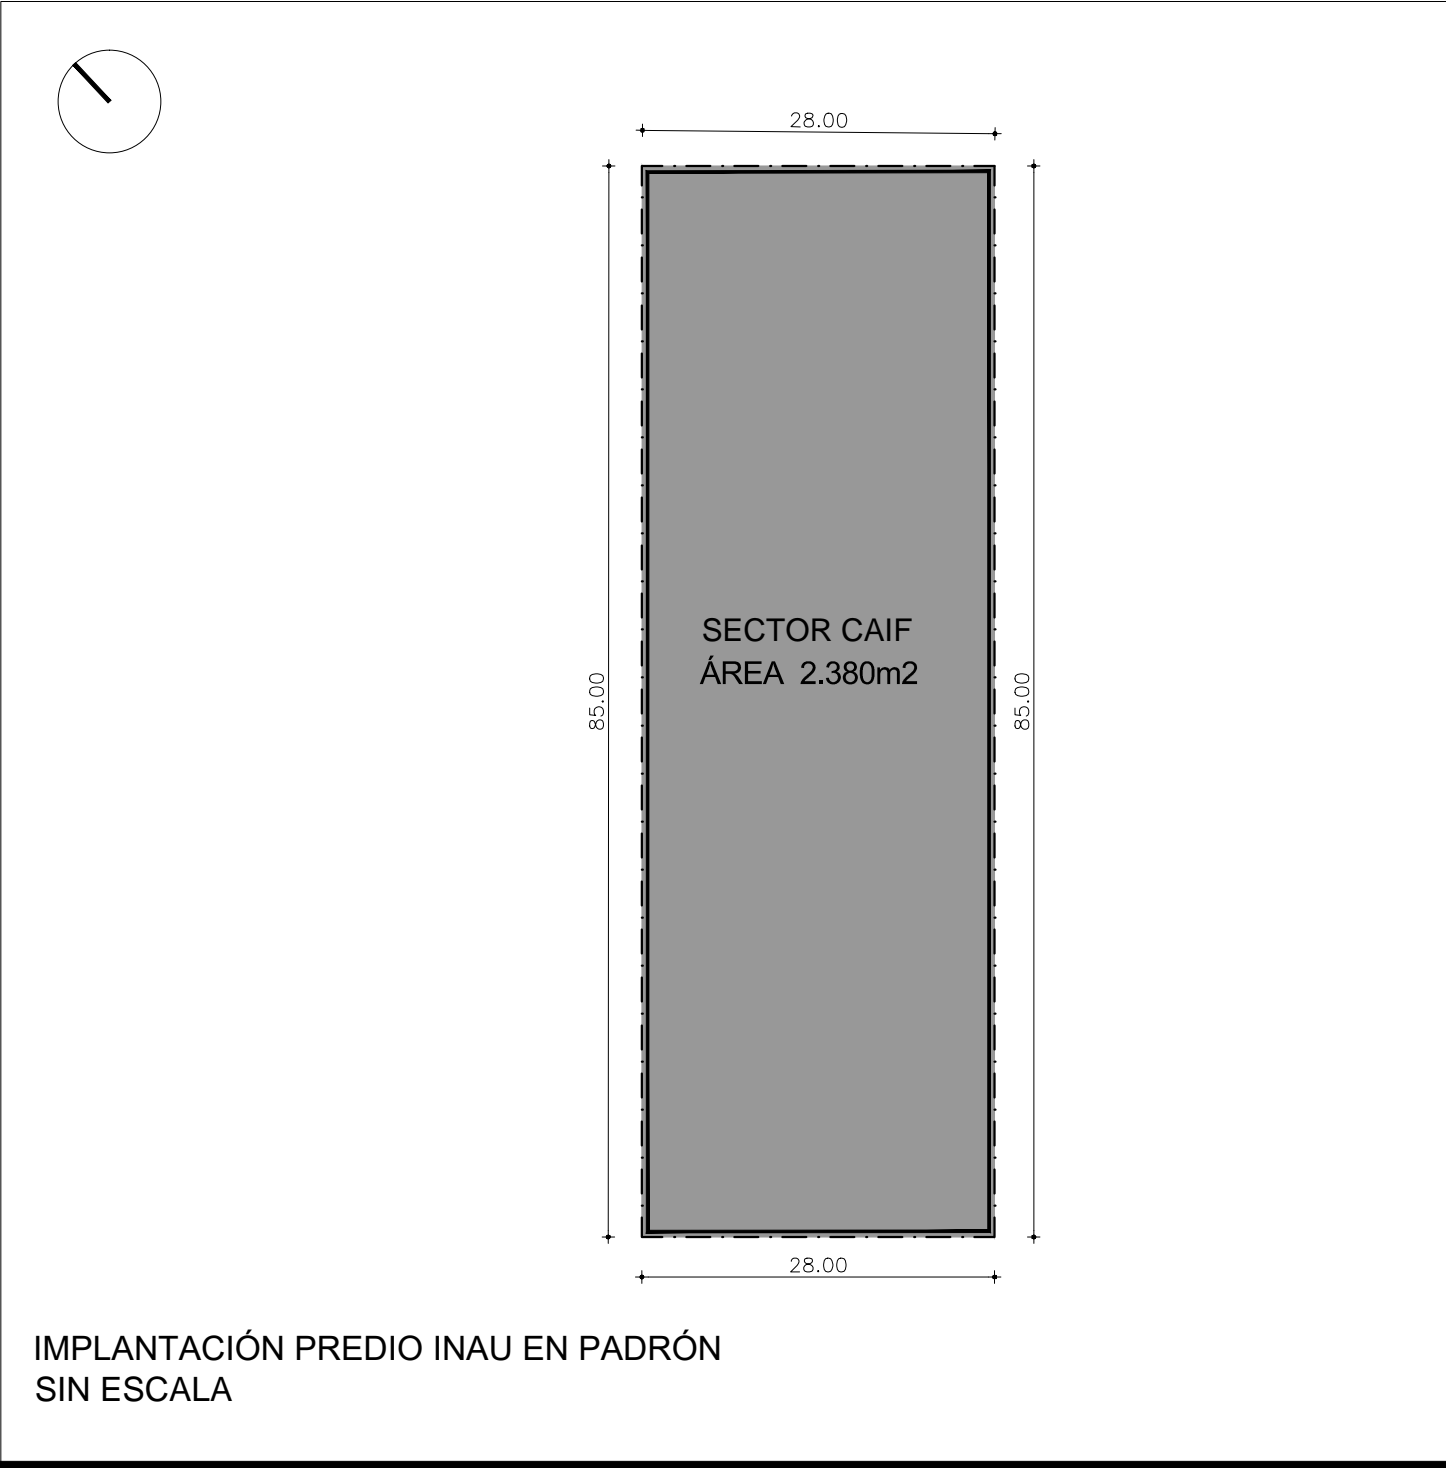 28.00
SECTOR CAIF
ÁREA 2.380m2
85.00
85.00
28.00
IMPLANTACIÓN PREDIO INAU EN PADRÓN
SIN ESCALA